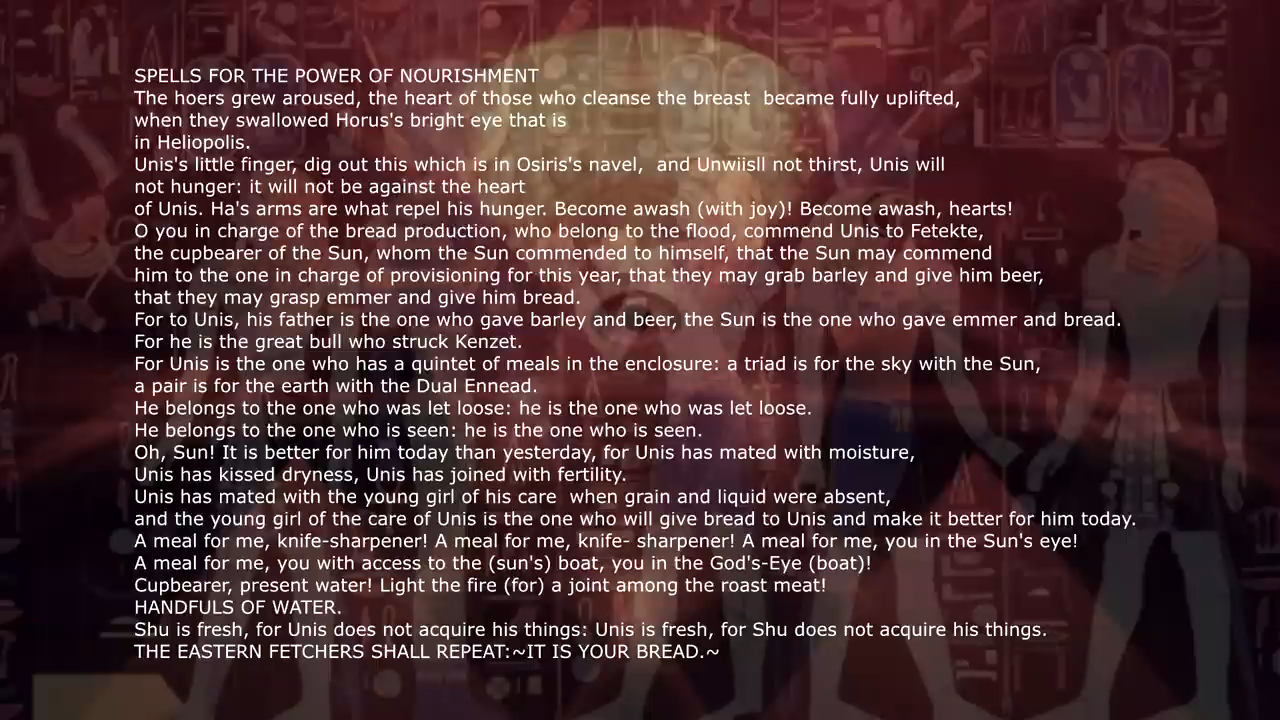 SPELLS FOR THE POWER OF NOURISHMENT
The hoers grew aroused, the heart of those who cleanse the breast  became fully uplifted,
when they swallowed Horus's bright eye that is
in Heliopolis.
Unis's little finger, dig out this which is in Osiris's navel,  and Unwiisll not thirst, Unis will
not hunger: it will not be against the heart
of Unis. Ha's arms are what repel his hunger. Become awash (with joy)! Become awash, hearts!
O you in charge of the bread production, who belong to the flood, commend Unis to Fetekte,
the cupbearer of the Sun, whom the Sun commended to himself, that the Sun may commend
him to the one in charge of provisioning for this year, that they may grab barley and give him beer,
that they may grasp emmer and give him bread.
For to Unis, his father is the one who gave barley and beer, the Sun is the one who gave emmer and bread.
For he is the great bull who struck Kenzet.
For Unis is the one who has a quintet of meals in the enclosure: a triad is for the sky with the Sun,
a pair is for the earth with the Dual Ennead.
He belongs to the one who was let loose: he is the one who was let loose.
He belongs to the one who is seen: he is the one who is seen.
Oh, Sun! It is better for him today than yesterday, for Unis has mated with moisture,
Unis has kissed dryness, Unis has joined with fertility.
Unis has mated with the young girl of his care  when grain and liquid were absent,
and the young girl of the care of Unis is the one who will give bread to Unis and make it better for him today.
A meal for me, knife-sharpener! A meal for me, knife- sharpener! A meal for me, you in the Sun's eye!
A meal for me, you with access to the (sun's) boat, you in the God's-Eye (boat)!
Cupbearer, present water! Light the fire (for) a joint among the roast meat!
HANDFULS OF WATER.
Shu is fresh, for Unis does not acquire his things: Unis is fresh, for Shu does not acquire his things.
THE EASTERN FETCHERS SHALL REPEAT:~IT IS YOUR BREAD.~